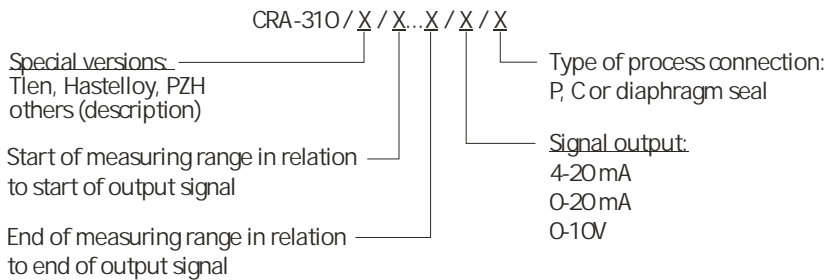 CRA-310 / X / X...X / X / X
Special versions:
Tlen, Hastelloy, PZH
others (description)
Start of measuring range in relation
to start of output signal
End of measuring range in relation
to end of output signal
Type of process connection:
P, C or diaphragm seal
Signal output:
4-20 mA
0-20 mA
0-10V